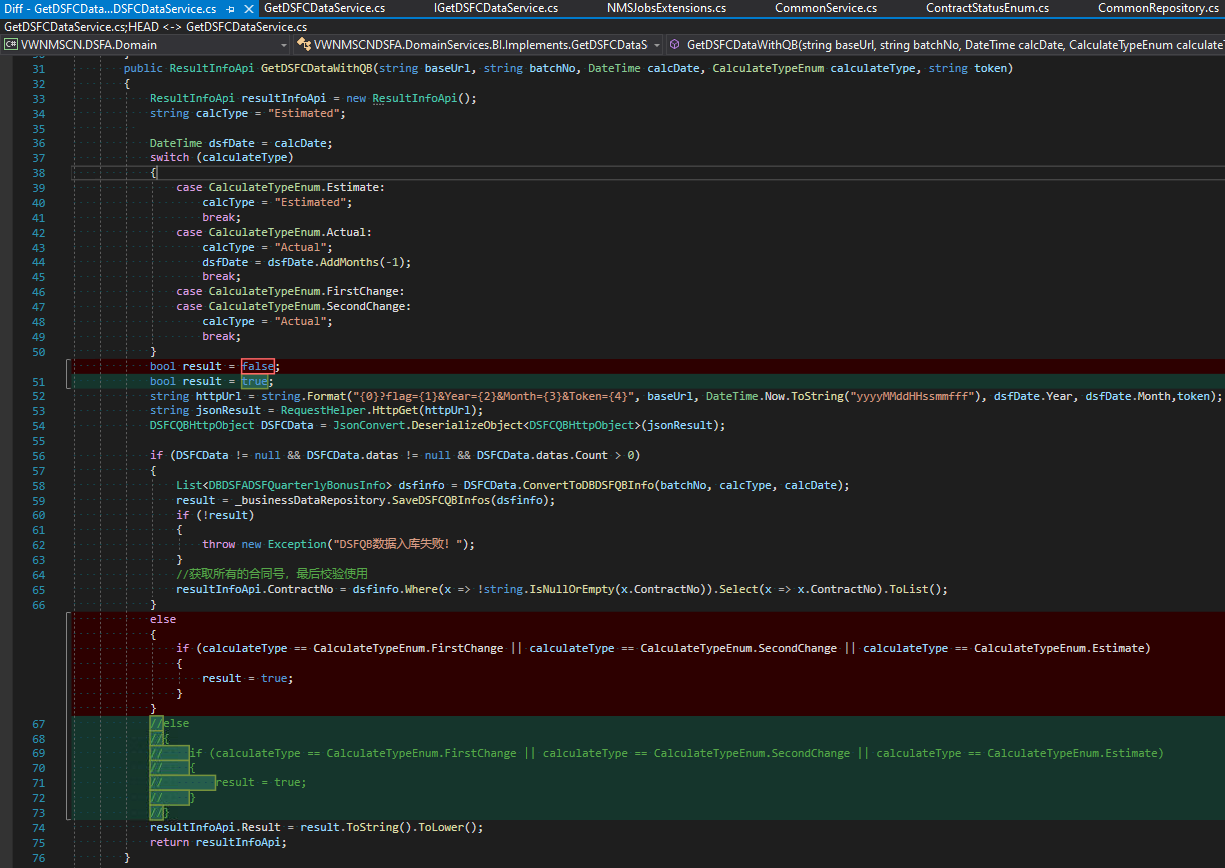 Diff - GetDSFCData...DSFCDataService.cs GetDSFCDataService.cs IGetDSFCDataService.cs NMSJobsExtensions.cs CommonService.cs ContractStatusEnum.cs CommonRepository.cs
GetDSFCDataService.cs;HEAD <-> GetDSFCDataService.cs
C# VWNMSCN.DSFA.Domain VWNMSCNDSFA.DomainServices.BI.Implements.GetDSFCDataS GetDSFCDataWithQB(string baseUrl, string batchNo, DateTime calcDate, CalculateTypeEnum calculateT
31 public ResultInfoApi GetDSFCDataWithQB(string baseUrl, string batchNo, DateTime calcDate, CalculateTypeEnum calculateType, string token)
32 {
33 ResultInfoApi resultInfoApi = new ResultInfoApi();
34 string calcType = "Estimated";
35
36 DateTime dsfDate = calcDate;
37 switch (calculateType)
38 {
39 case CalculateTypeEnum.Estimate:
40 calcType = "Estimated";
41 break;
42 case CalculateTypeEnum.Actual:
43 calcType = "Actual";
44 dsfDate = dsfDate.AddMonths(-1);
45 break;
46 case CalculateTypeEnum.FirstChange:
47 case CalculateTypeEnum.SecondChange:
48 calcType = "Actual";
49 break;
50 }
bool result = false;
51 bool result = true;
52 string httpUrl = string.Format("{0}?flag={1}&Year={2}&Month={3}&Token={4}", baseUrl, DateTime.Now.ToString("yyyyMMddHHssmmfff"), dsfDate.Year, dsfDate.Month,token);
53 string jsonResult = RequestHelper.HttpGet(httpUrl);
54 DSFCQBHttpObject DSFCData = JsonConvert.DeserializeObject<DSFCQBHttpObject>(jsonResult);
55
56 if (DSFCData != null && DSFCData.datas != null && DSFCData.datas.Count > 0)
57 {
58 List<DBDSFADSFQuarterlyBonusInfo> dsfinfo = DSFCData.ConvertToDBDSFQBInfo(batchNo, calcType, calcDate);
59 result = _businessDataRepository.SaveDSFCQBInfos(dsfinfo);
60 if (!result)
61 {
62 throw new Exception("DSFQB数据入库失败！");
63 }
64 //获取所有的合同号，最后校验使用
65 resultInfoApi.ContractNo = dsfinfo.Where(x => !string.IsNullOrEmpty(x.ContractNo)).Select(x => x.ContractNo).ToList();
66 }
else
{
if (calculateType == CalculateTypeEnum.FirstChange || calculateType == CalculateTypeEnum.SecondChange || calculateType == CalculateTypeEnum.Estimate)
{
result = true;
}
}
67 //else
68 //{
69 // if (calculateType == CalculateTypeEnum.FirstChange || calculateType == CalculateTypeEnum.SecondChange || calculateType == CalculateTypeEnum.Estimate)
70 // {
71 // result = true;
72 // }
73 //}
74 resultInfoApi.Result = result.ToString().ToLower();
75 return resultInfoApi;
76 }